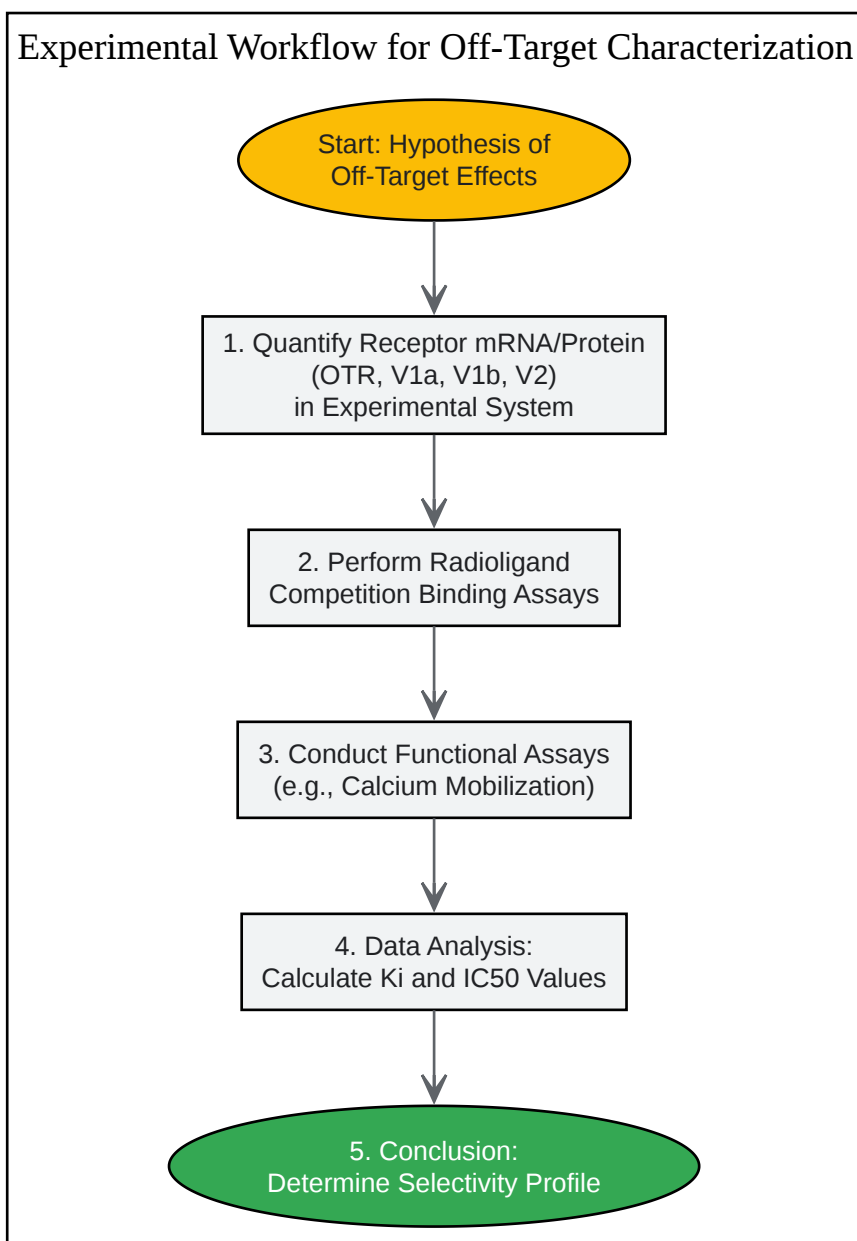 Experimental Workflow for Off-Target Characterization
Start: Hypothesis of
Off-Target Effects
1. Quantify Receptor mRNA/Protein
(OTR, V1a, V1b, V2)
in Experimental System
2. Perform Radioligand
Competition Binding Assays
3. Conduct Functional Assays
(e.g., Calcium Mobilization)
4. Data Analysis:
Calculate Ki and IC50 Values
5. Conclusion:
Determine Selectivity Profile